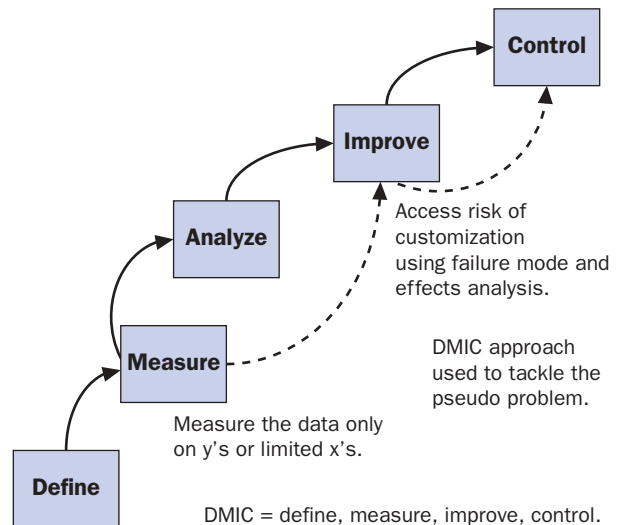 Control
Improve
Access risk of
customization
using failure mode and
effects analysis.
Analyze
DMIC approach
used to tackle the
pseudo problem.
Measure
Measure the data only
on y's or limited x's.
Define
DMIC = define, measure, improve, control.